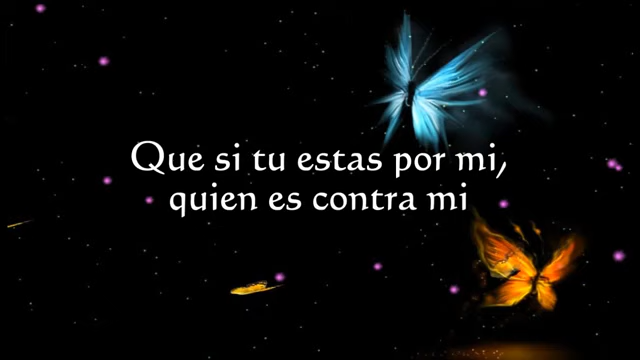 Que si tu estas por mi,
quien es contra mi